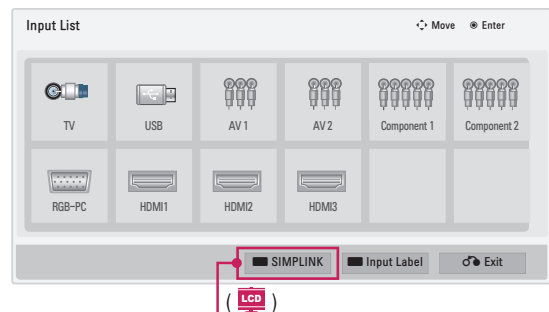 Input List
Move Enter
TV USB AV 1 AV 2 Component 1 Component 2
RGB-PC HDMI1 HDMI2 HDMI3
SIMPLINK Input Label Exit
( LCD )